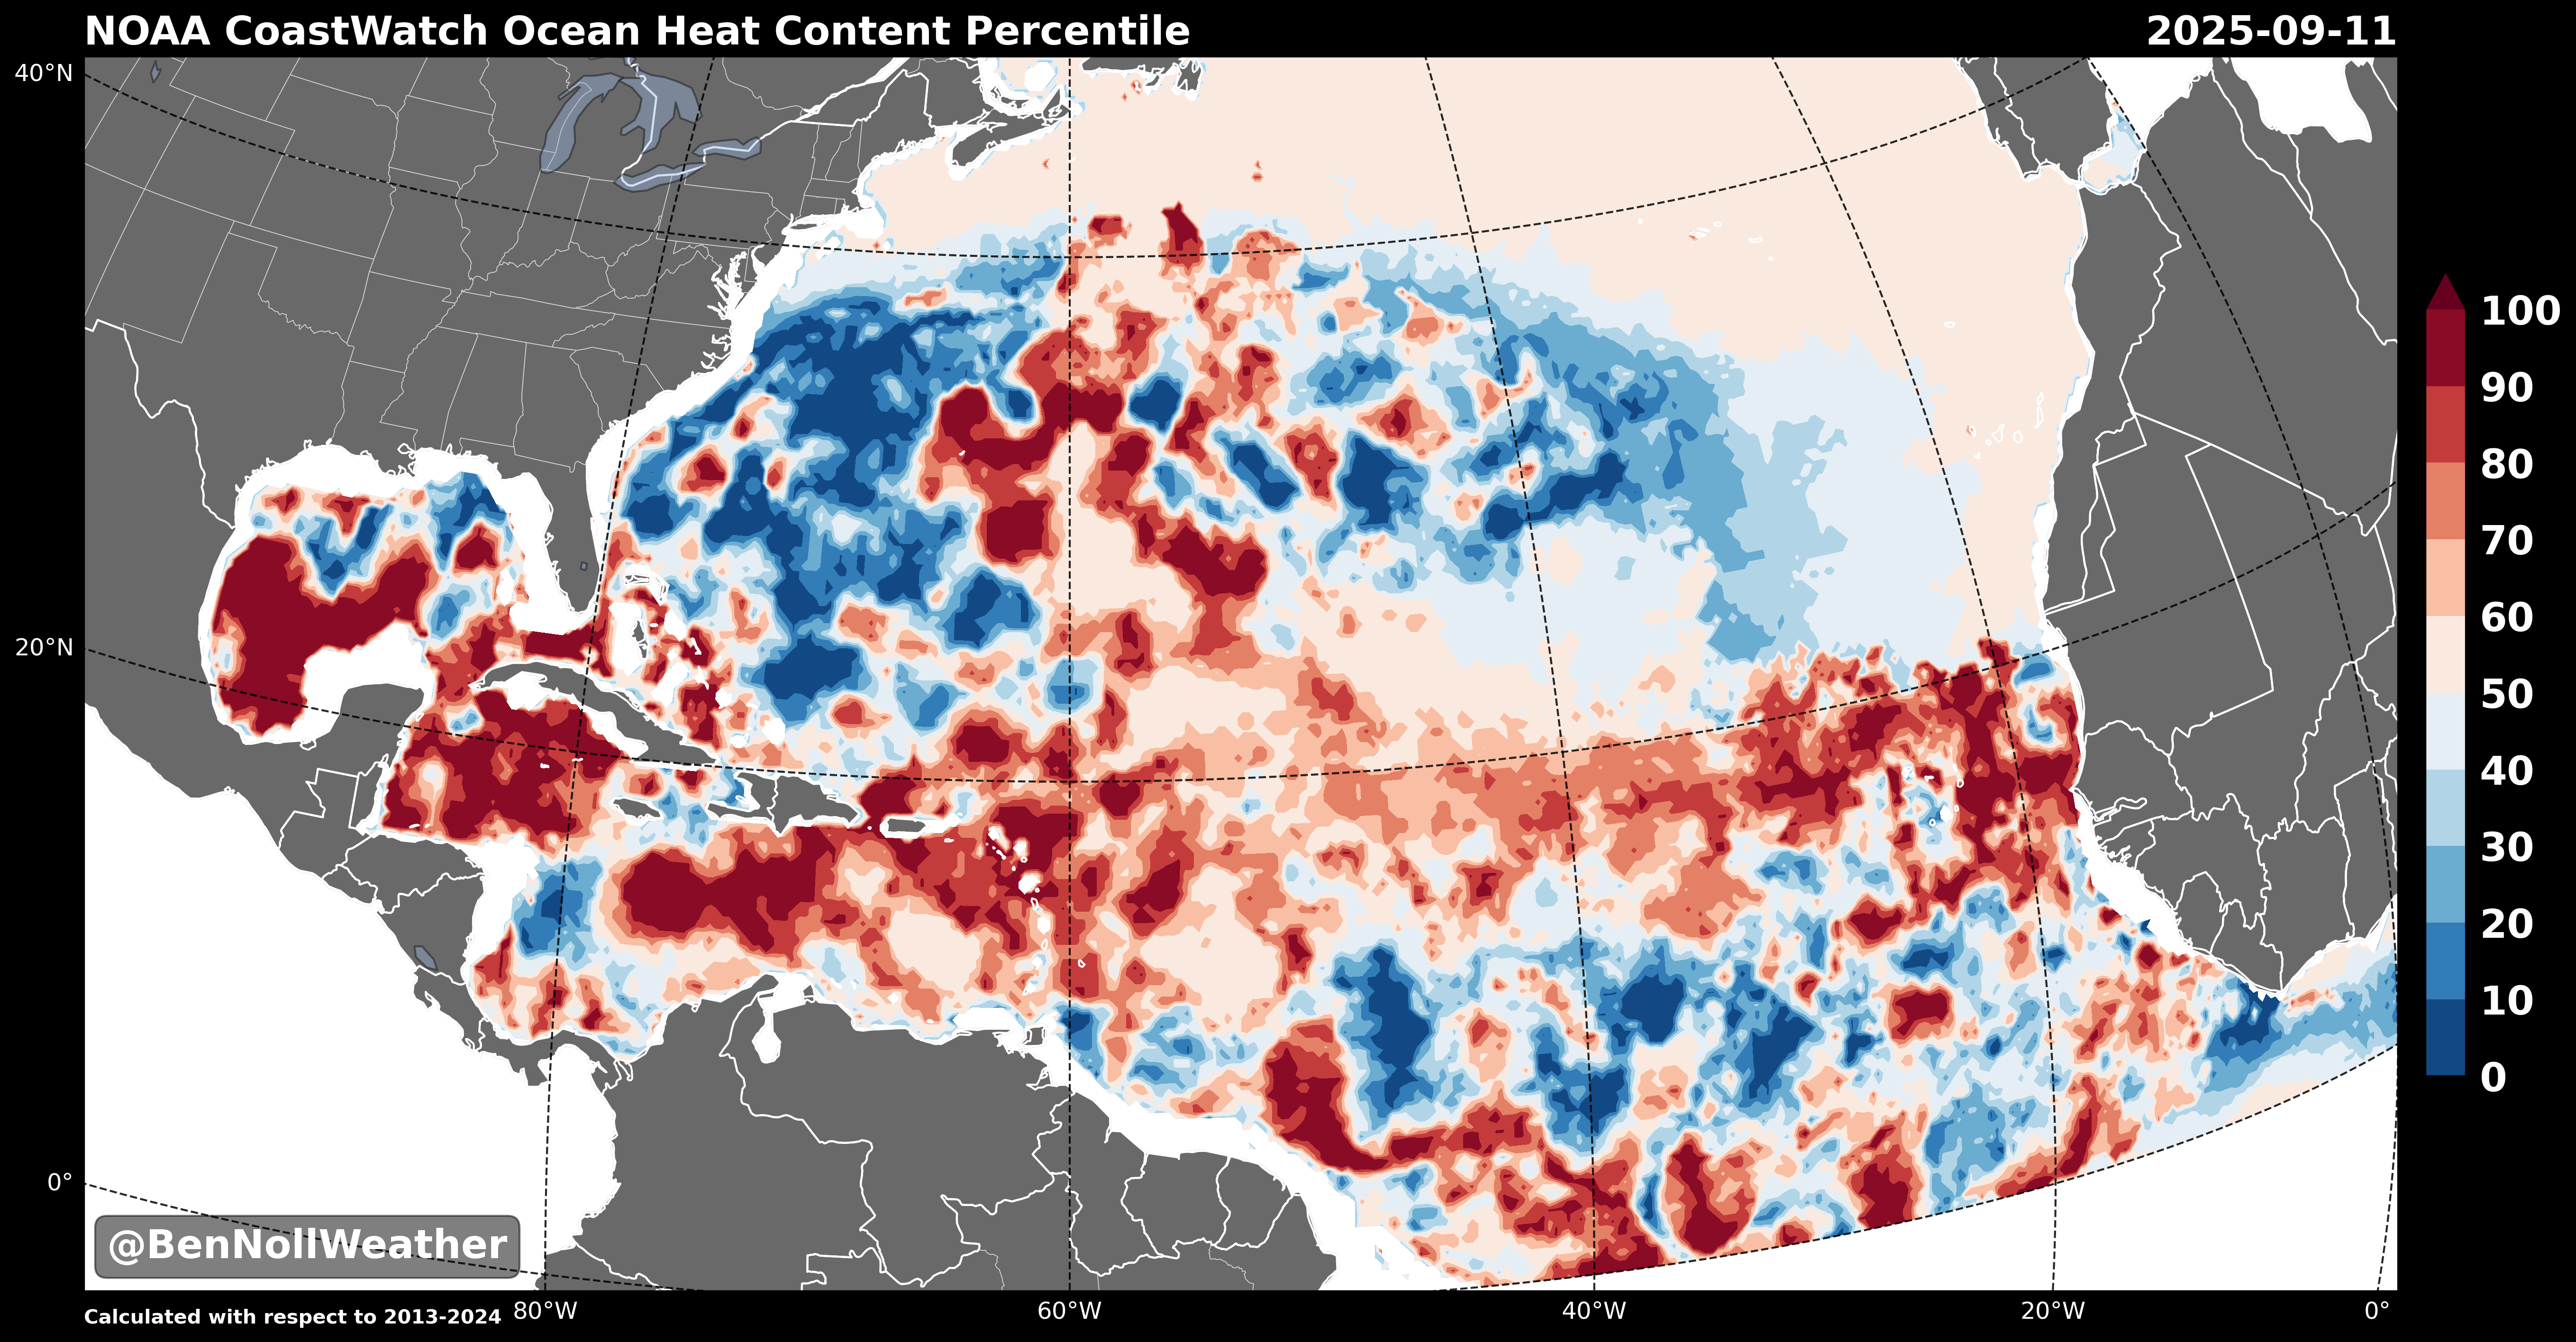 NOAA CoastWatch Ocean Heat Content Percentile
2025-09-11
40°N
20°N
0°
100
90
80
70
60
50
40
30
20
10
0
@BenNollWeather
Calculated with respect to 2013-2024
80°W
60°W
40°W
20°W
0°